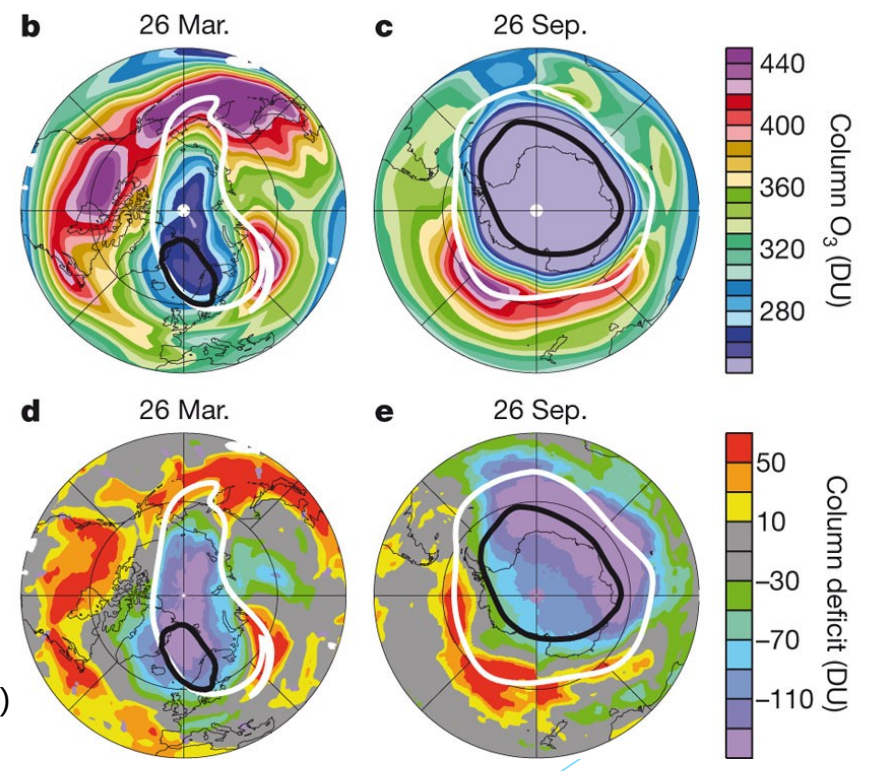 b 26 Mar.
c 26 Sep.
440
400
360
320
280
Column O₃ (DU)
d 26 Mar.
e 26 Sep.
50
10
–30
–70
–110
Column deficit (DU)
)